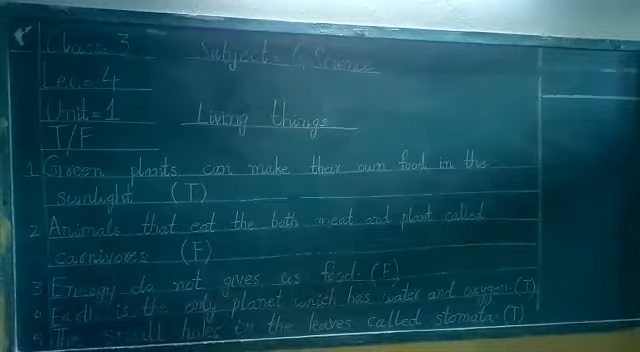 Class= 3 Subject= G. Science
Lec=4
Unit=1 Living things
T/F
1 Green plants can make their own food in the
sunlight (T)
2 Animals that eat the both meat and plant called
carnivores (F)
3 Energy do not gives us food. (F)
4 Earth is the only planet which has water and oxygen. (T)
5 The small holes in the leaves called stomata. (T)